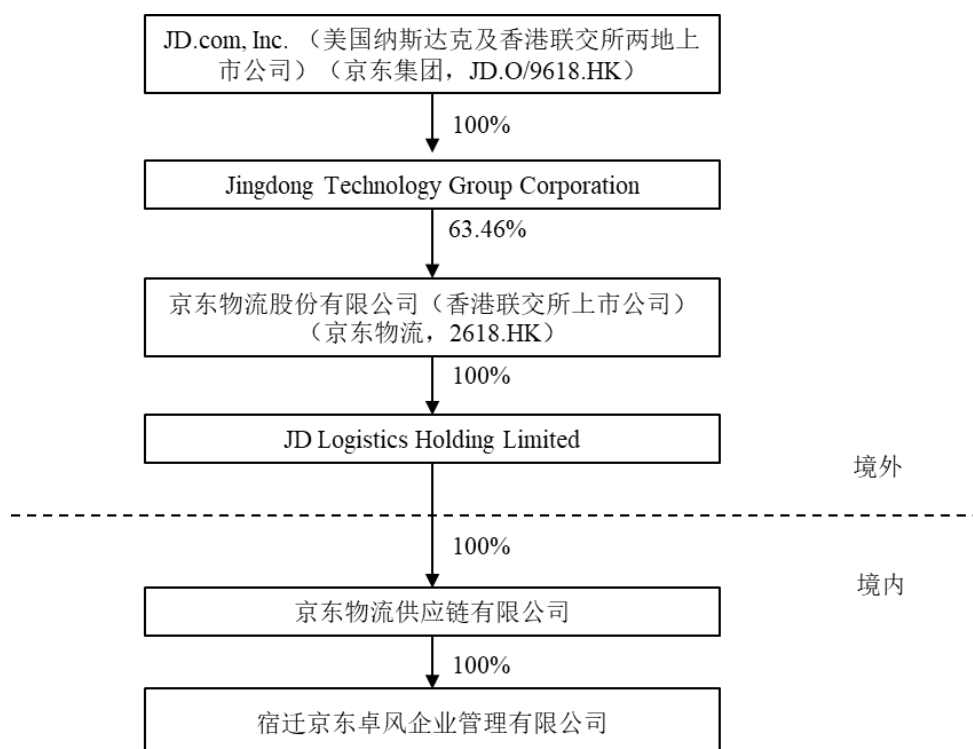 JD.com, Inc. （美国纳斯达克及香港联交所两地上
市公司）（京东集团，JD.O/9618.HK）
100%
Jingdong Technology Group Corporation
63.46%
京东物流股份有限公司（香港联交所上市公司）
（京东物流，2618.HK）
100%
JD Logistics Holding Limited
境外
100%
境内
京东物流供应链有限公司
100%
宿迁京东卓风企业管理有限公司